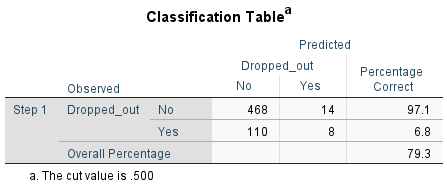 Classification Tableᵃ
Predicted
Dropped_out Percentage Correct
Observed No Yes
Step 1 Dropped_out No 468 14 97.1
Yes 110 8 6.8
Overall Percentage 79.3
a. The cut value is .500